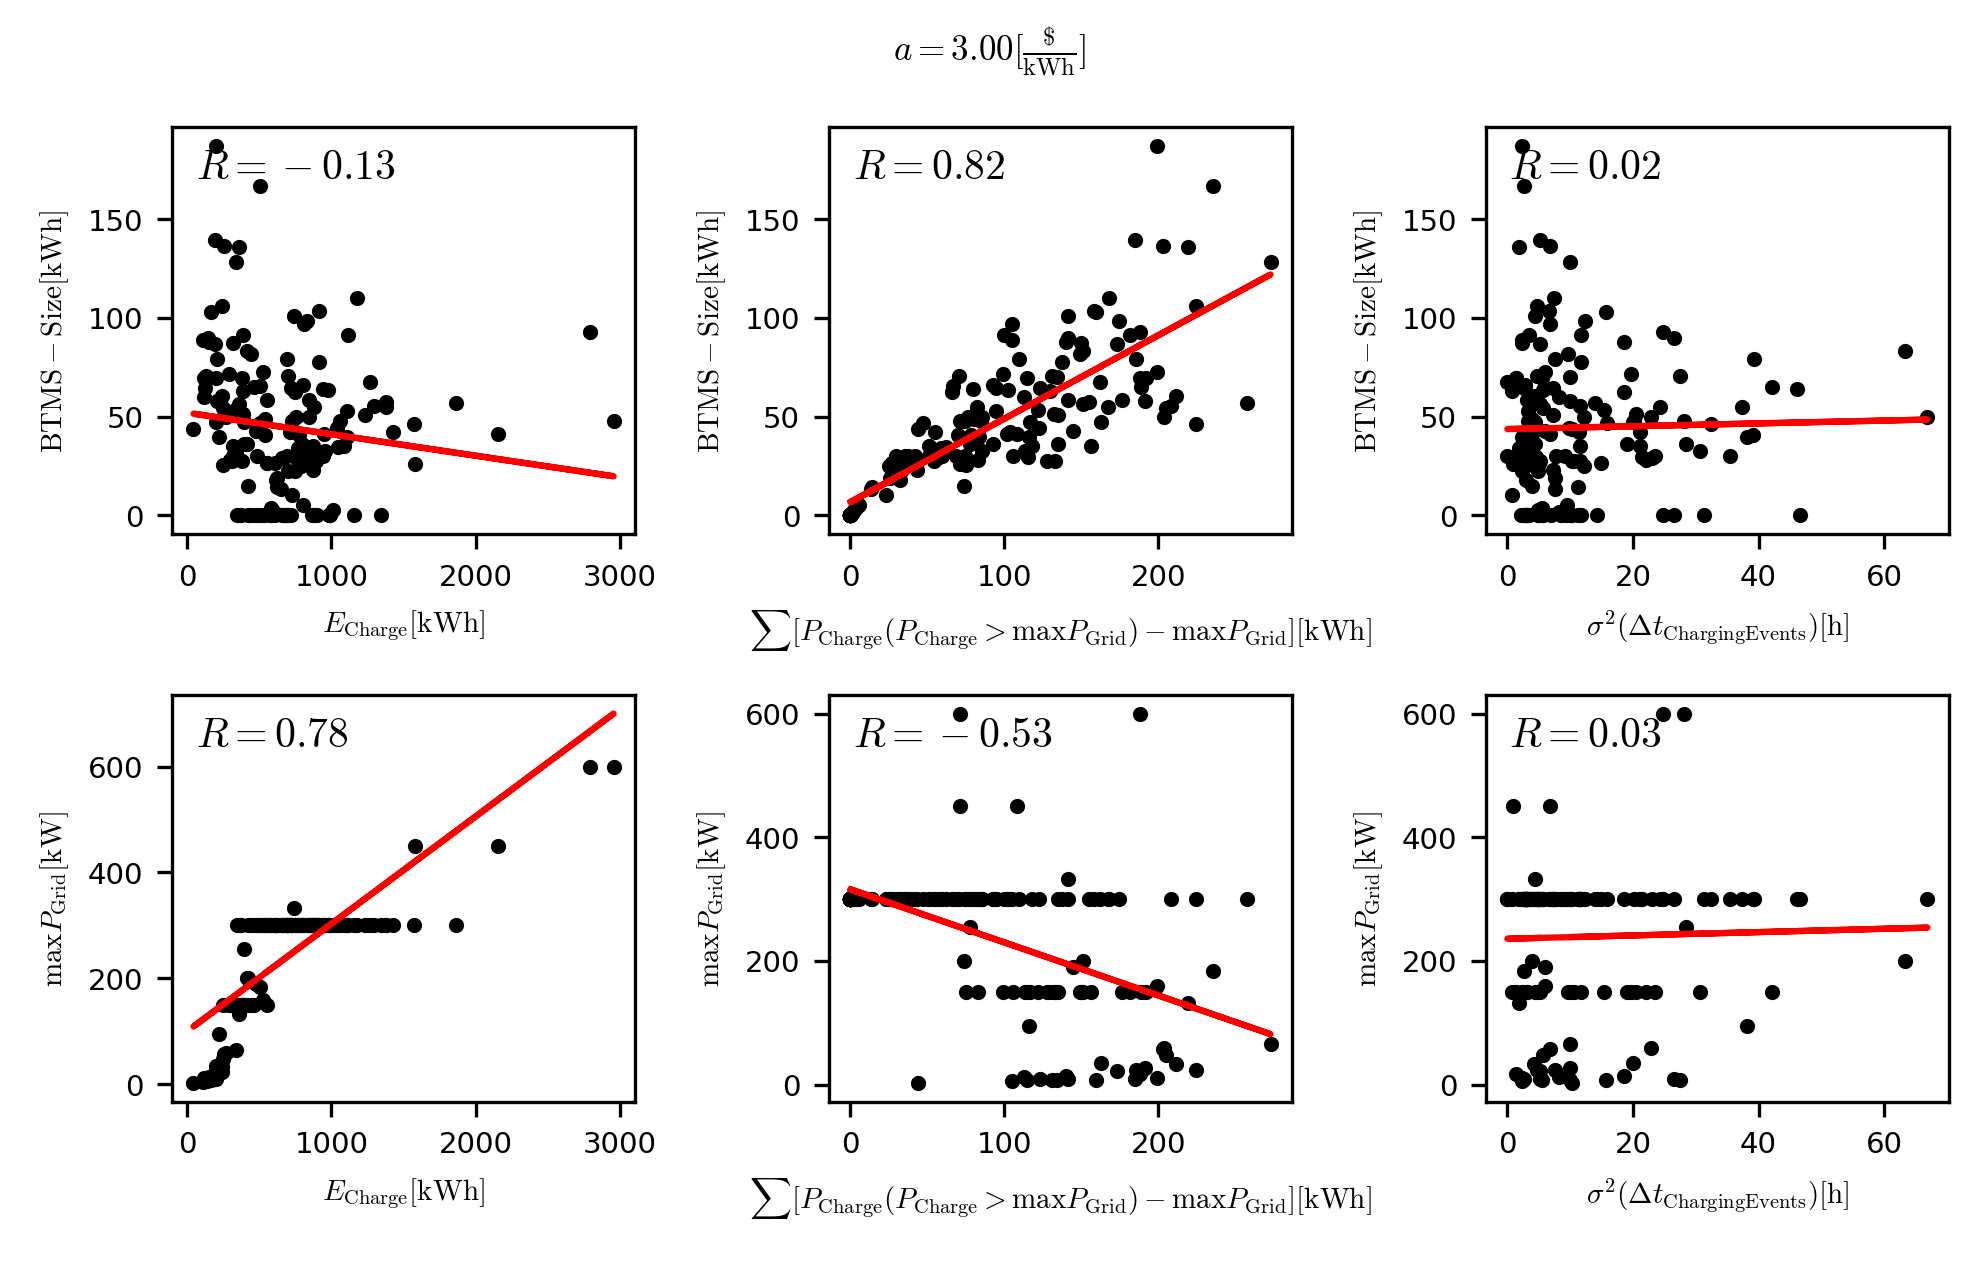 a = 3.00[$/kWh]
R = −0.13
BTMS − Size[kWh]
150
100
50
0
0 1000 2000 3000
E_Charge[kWh]
R = 0.82
BTMS − Size[kWh]
150
100
50
0
0 100 200
∑[P_Charge(P_Charge > maxP_Grid) − maxP_Grid][kWh]
R = 0.02
BTMS − Size[kWh]
150
100
50
0
0 20 40 60
σ²(Δt_ChargingEvents)[h]
R = 0.78
maxP_Grid[kW]
600
400
200
0
0 1000 2000 3000
E_Charge[kWh]
R = −0.53
maxP_Grid[kW]
600
400
200
0
0 100 200
∑[P_Charge(P_Charge > maxP_Grid) − maxP_Grid][kWh]
R = 0.03
maxP_Grid[kW]
600
400
200
0
0 20 40 60
σ²(Δt_ChargingEvents)[h]